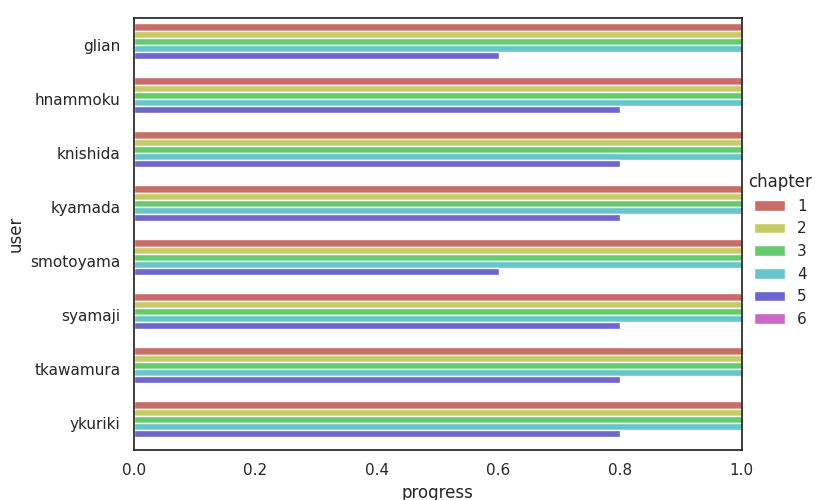 glian
hnammoku
knishida
kyamada
smotoyama
syamaji
tkawamura
ykuriki
user
0.0 0.2 0.4 0.6 0.8 1.0
progress
chapter
1
2
3
4
5
6